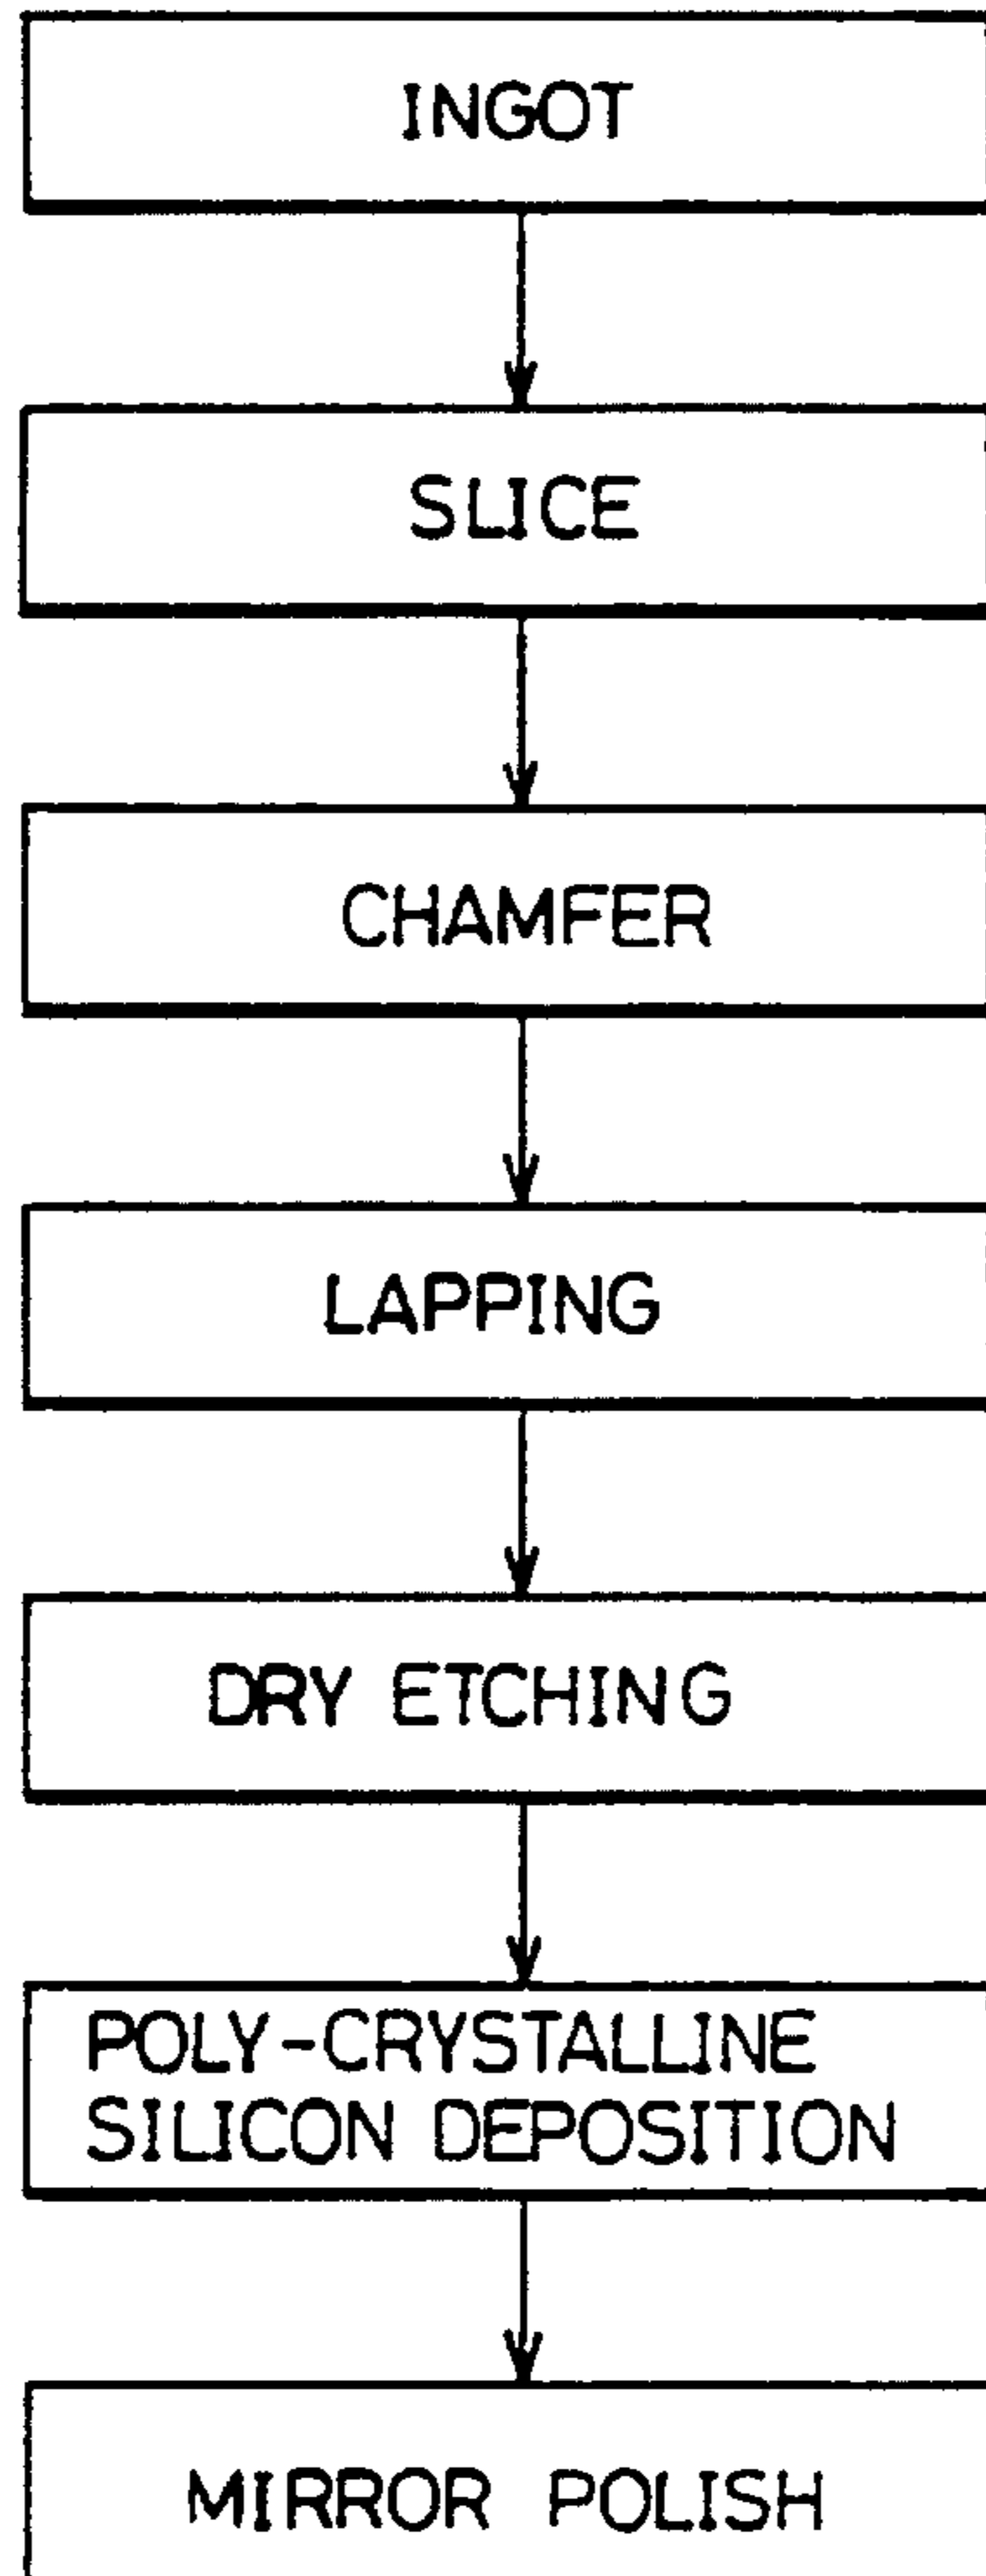 INGOT
SLICE
CHAMFER
LAPPING
DRY ETCHING
POLY-CRYSTALLINE
SILICON DEPOSITION
MIRROR POLISH